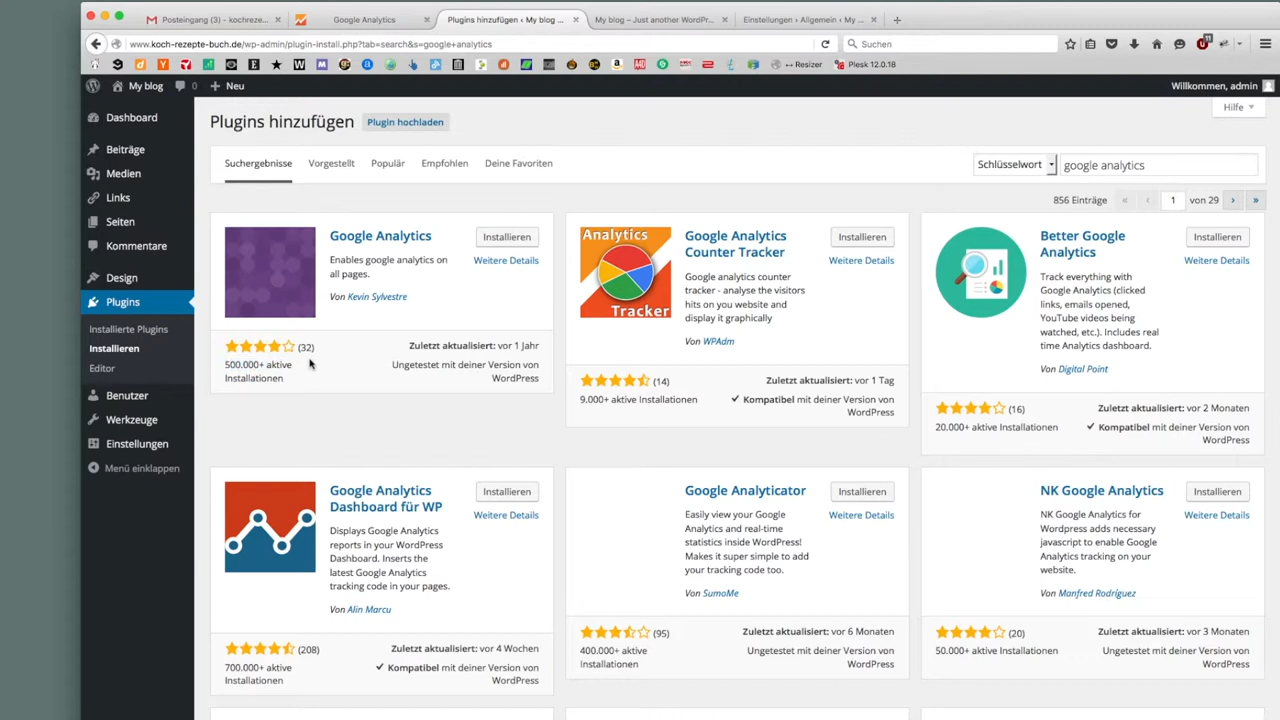 Posteingang (3) - kochreze...
Google Analytics
Plugins hinzufügen ‹ My blog ...
My blog – Just another WordPr...
Einstellungen ‹ Allgemein ‹ My ...
www.koch-rezepte-buch.de/wp-admin/plugin-install.php?tab=search&s=google+analytics
Suchen
11
↔ Resizer
Plesk 12.0.18
My blog
0
+ Neu
Willkommen, admin
Dashboard
Beiträge
Medien
Links
Seiten
Kommentare
Design
Plugins
Installierte Plugins
Installieren
Editor
Benutzer
Werkzeuge
Einstellungen
Menü einklappen
Hilfe
Plugins hinzufügen
Plugin hochladen
Suchergebnisse
Vorgestellt
Populär
Empfohlen
Deine Favoriten
Schlüsselwort
google analytics
856 Einträge « ‹ 1 von 29 › »
Google Analytics
Installieren
Weitere Details
Enables google analytics on
all pages.
Von Kevin Sylvestre
(32)
500.000+ aktive
Installationen
Zuletzt aktualisiert: vor 1 Jahr
Ungetestet mit deiner Version von
WordPress
Analytics
Tracker
Google Analytics
Counter Tracker
Installieren
Weitere Details
Google analytics counter
tracker - analyse the visitors
hits on you website and
display it graphically
Von WPAdm
(14)
9.000+ aktive Installationen
Zuletzt aktualisiert: vor 1 Tag
✓ Kompatibel mit deiner Version von
WordPress
Better Google
Analytics
Installieren
Weitere Details
Track everything with
Google Analytics (clicked
links, emails opened,
YouTube videos being
watched, etc.). Includes real
time Analytics dashboard.
Von Digital Point
(16)
20.000+ aktive Installationen
Zuletzt aktualisiert: vor 2 Monaten
✓ Kompatibel mit deiner Version von
WordPress
Google Analytics
Dashboard für WP
Installieren
Weitere Details
Displays Google Analytics
reports in your WordPress
Dashboard. Inserts the
latest Google Analytics
tracking code in your pages.
Von Alin Marcu
(208)
700.000+ aktive
Installationen
Zuletzt aktualisiert: vor 4 Wochen
✓ Kompatibel mit deiner Version von
WordPress
Google Analyticator
Installieren
Weitere Details
Easily view your Google
Analytics and real-time
statistics inside WordPress!
Makes it super simple to add
your tracking code too.
Von SumoMe
(95)
400.000+ aktive
Installationen
Zuletzt aktualisiert: vor 6 Monaten
Ungetestet mit deiner Version von
WordPress
NK Google Analytics
Installieren
Weitere Details
NK Google Analytics for
Wordpress adds necessary
javascript to enable Google
Analytics tracking on your
website.
Von Manfred Rodríguez
(20)
50.000+ aktive Installationen
Zuletzt aktualisiert: vor 3 Monaten
Ungetestet mit deiner Version von
WordPress